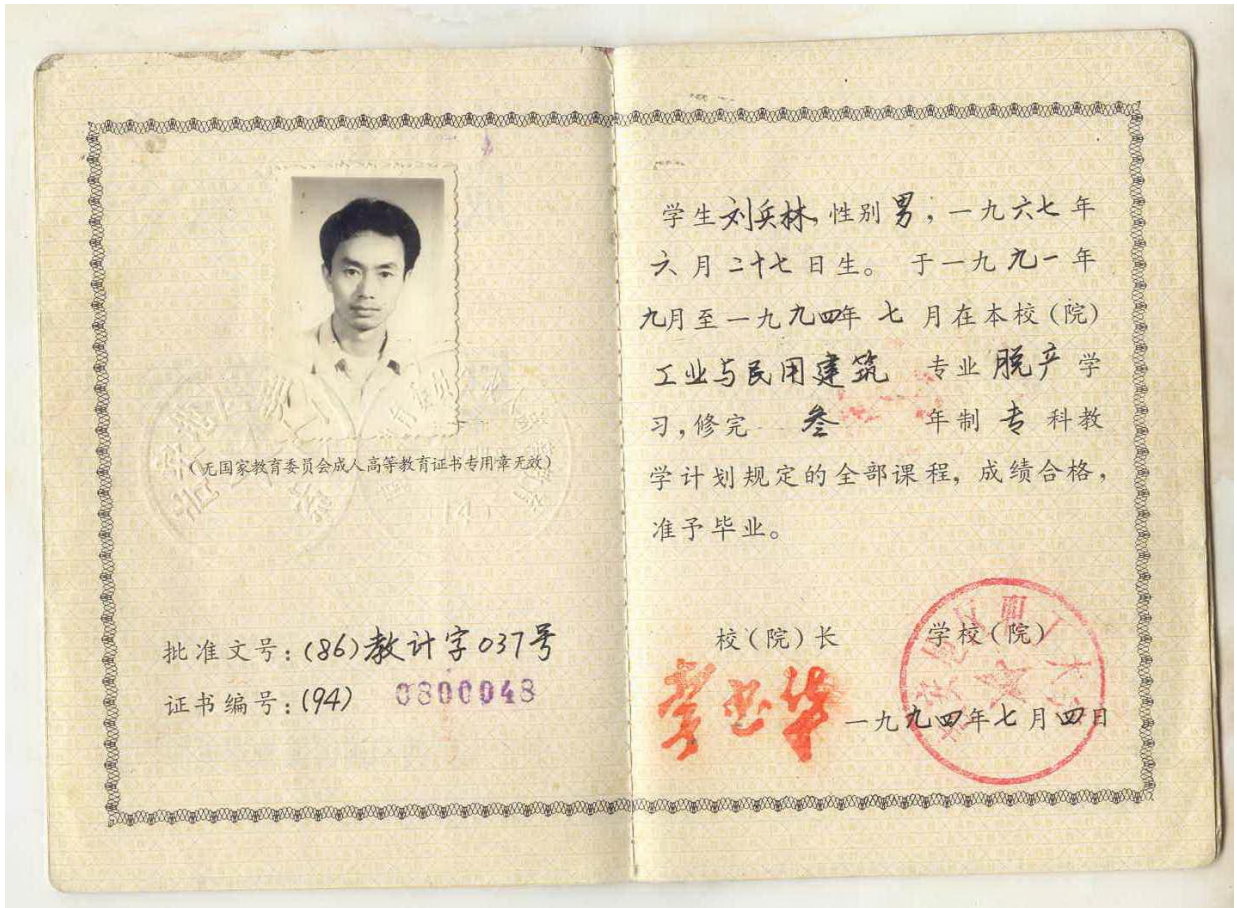 (无国家教育委员会成人高等教育证书专用章无效)
批准文号:(86)教计字037号
证书编号:(94) 0800048
学生刘兵林,性别男,一九六七年
六月二十七日生。于一九九一年
九月至一九九四年七月在本校(院)
工业与民用建筑 专业脱产学
习,修完 叁 年制专科教
学计划规定的全部课程,成绩合格,
准予毕业。
校(院)长 学校(院)
一九九四年七月四日